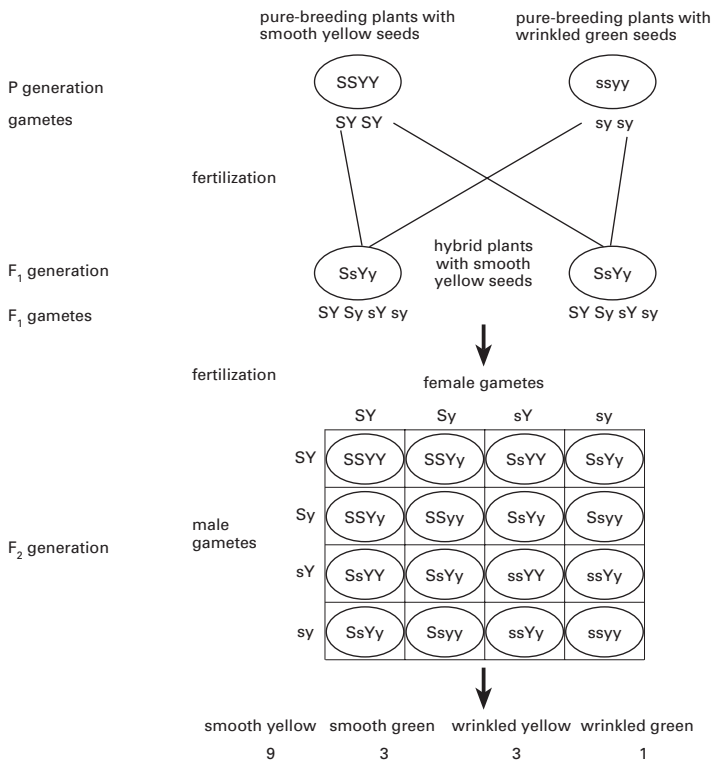 pure-breeding plants with
smooth yellow seeds
pure-breeding plants with
wrinkled green seeds
P generation
SSYY
ssyy
gametes
SY SY
sy sy
fertilization
hybrid plants
with smooth
yellow seeds
F₁ generation
SsYy
SsYy
F₁ gametes
SY Sy sY sy
SY Sy sY sy
fertilization
female gametes
SY Sy sY sy
SY SSYY SSYy SsYY SsYy
male
gametes
Sy SSYy SSyy SsYy Ssyy
F₂ generation
sY SsYY SsYy ssYY ssYy
sy SsYy Ssyy ssYy ssyy
smooth yellow smooth green wrinkled yellow wrinkled green
9 3 3 1